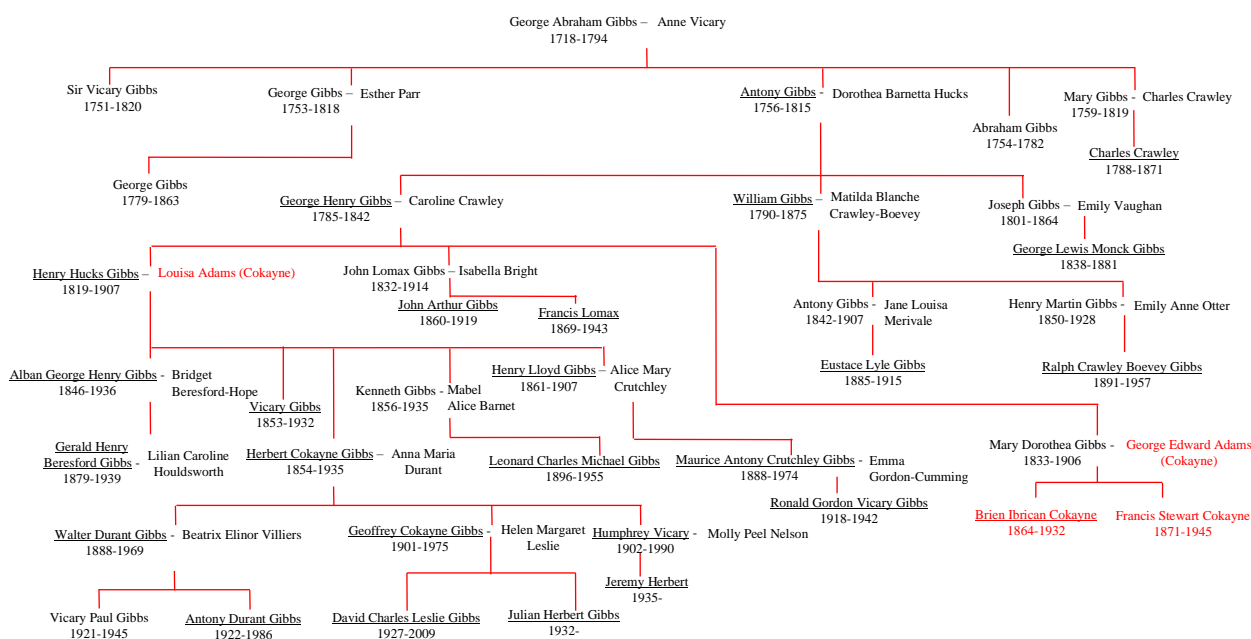 George Abraham Gibbs – Anne Vicary
1718-1794
Sir Vicary Gibbs
1751-1820
George Gibbs – Esther Parr
1753-1818
Antony Gibbs - Dorothea Barnetta Hucks
1756-1815
Abraham Gibbs
1754-1782
Mary Gibbs - Charles Crawley
1759-1819
Charles Crawley
1788-1871
George Gibbs
1779-1863
George Henry Gibbs – Caroline Crawley
1785-1842
William Gibbs – Matilda Blanche
1790-1875 Crawley-Boevey
Joseph Gibbs – Emily Vaughan
1801-1864
George Lewis Monck Gibbs
1838-1881
Henry Hucks Gibbs – Louisa Adams (Cokayne)
1819-1907
John Lomax Gibbs – Isabella Bright
1832-1914
John Arthur Gibbs
1860-1919
Francis Lomax
1869-1943
Antony Gibbs - Jane Louisa
1842-1907 Merivale
Henry Martin Gibbs - Emily Anne Otter
1850-1928
Eustace Lyle Gibbs
1885-1915
Ralph Crawley Boevey Gibbs
1891-1957
Alban George Henry Gibbs - Bridget
1846-1936 Beresford-Hope
Vicary Gibbs
1853-1932
Kenneth Gibbs - Mabel
1856-1935 Alice Barnet
Henry Lloyd Gibbs – Alice Mary
1861-1907 Crutchley
Gerald Henry
Beresford Gibbs - Lilian Caroline
1879-1939 Houldsworth
Herbert Cokayne Gibbs – Anna Maria
1854-1935 Durant
Leonard Charles Michael Gibbs
1896-1955
Maurice Antony Crutchley Gibbs - Emma
1888-1974 Gordon-Cumming
Ronald Gordon Vicary Gibbs
1918-1942
Mary Dorothea Gibbs - George Edward Adams
1833-1906 (Cokayne)
Brien Ibrican Cokayne
1864-1932
Francis Stewart Cokayne
1871-1945
Walter Durant Gibbs - Beatrix Elinor Villiers
1888-1969
Geoffrey Cokayne Gibbs - Helen Margaret
1901-1975 Leslie
Humphrey Vicary - Molly Peel Nelson
1902-1990
Jeremy Herbert
1935-
Vicary Paul Gibbs
1921-1945
Antony Durant Gibbs
1922-1986
David Charles Leslie Gibbs
1927-2009
Julian Herbert Gibbs
1932-